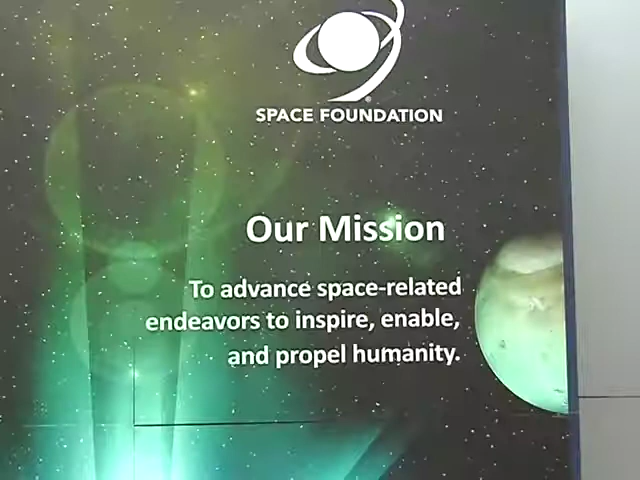 SPACE FOUNDATION
Our Mission
To advance space-related
endeavors to inspire, enable,
and propel humanity.